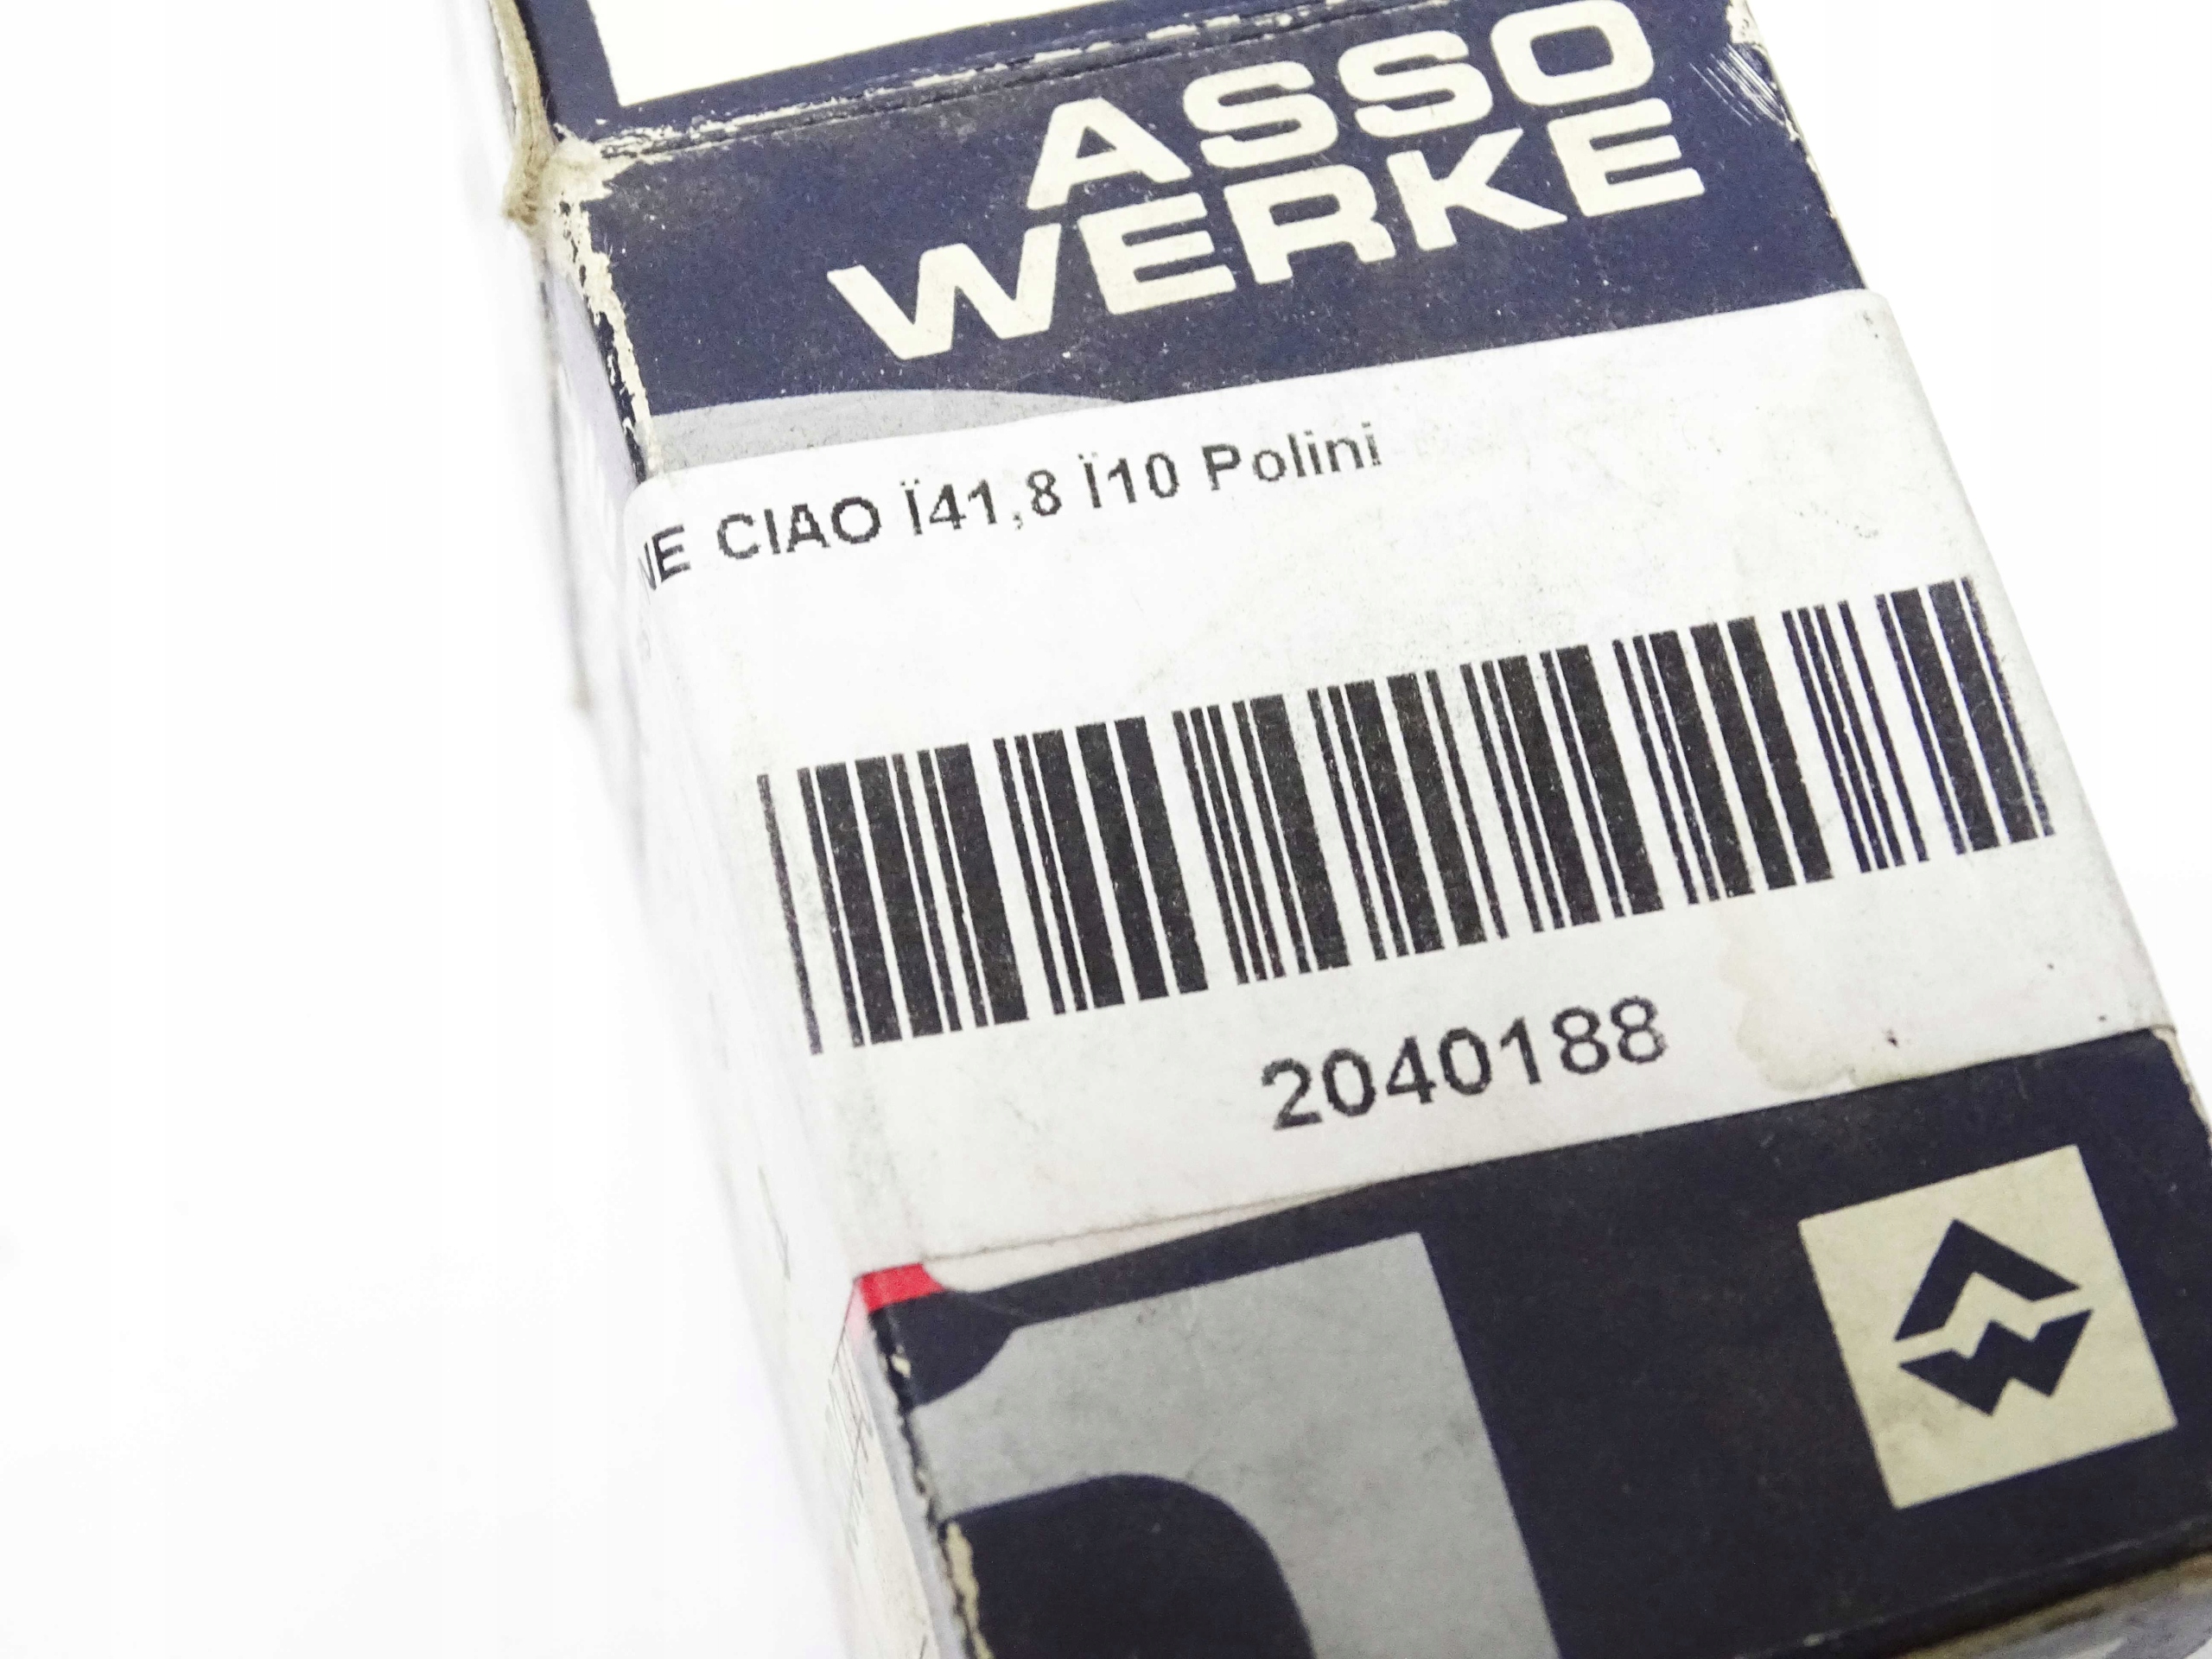 ASSO
WERKE
NE CIAO Ï41,8 Ï10 Polini
2040188